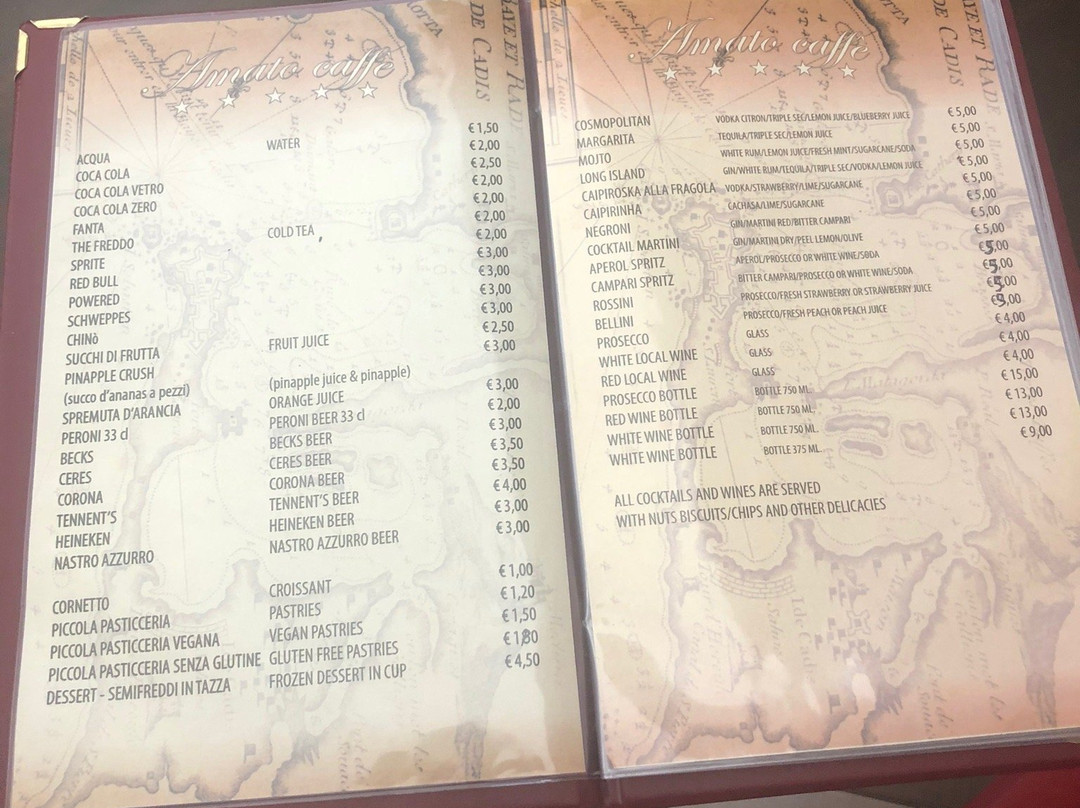 Amato caffè
ACQUA WATER € 1,50
COCA COLA € 2,00
COCA COLA VETRO € 2,50
COCA COLA ZERO € 2,00
FANTA € 2,00
THE FREDDO COLD TEA € 2,00
SPRITE € 2,00
RED BULL € 3,00
POWERED € 3,00
SCHWEPPES € 3,00
CHINò € 3,00
SUCCHI DI FRUTTA FRUIT JUICE € 2,50
PINAPPLE CRUSH € 3,00
(succo d'ananas a pezzi) (pinapple juice & pinapple)
SPREMUTA D'ARANCIA ORANGE JUICE € 3,00
PERONI 33 cl PERONI BEER 33 cl € 2,00
BECKS BECKS BEER € 3,00
CERES CERES BEER € 3,50
CORONA CORONA BEER € 3,50
TENNENT'S TENNENT'S BEER € 4,00
HEINEKEN HEINEKEN BEER € 3,00
NASTRO AZZURRO NASTRO AZZURRO BEER € 3,00
CORNETTO CROISSANT € 1,00
PICCOLA PASTICCERIA PASTRIES € 1,20
PICCOLA PASTICCERIA VEGANA VEGAN PASTRIES € 1,50
PICCOLA PASTICCERIA SENZA GLUTINE GLUTEN FREE PASTRIES € 1,80
DESSERT - SEMIFREDDI IN TAZZA FROZEN DESSERT IN CUP € 4,50
Amato caffè
COSMOPOLITAN VODKA CITRON/TRIPLE SEC/LEMON JUICE/BLUEBERRY JUICE € 5,00
MARGARITA TEQUILA/TRIPLE SEC/LEMON JUICE € 5,00
MOJTO WHITE RUM/LEMON JUICE/FRESH MINT/SUGARCANE/SODA € 5,00
LONG ISLAND GIN/WHITE RUM/TEQUILA/TRIPLE SEC/VODKA/LEMON JUICE € 5,00
CAIPIROSKA ALLA FRAGOLA VODKA/STRAWBERRY/LIME/SUGARCANE € 5,00
CAIPIRINHA CACHASA/LIME/SUGARCANE € 5,00
NEGRONI GIN/MARTINI RED/BITTER CAMPARI € 5,00
COCKTAIL MARTINI GIN/MARTINI DRY/PEEL LEMON/OLIVE € 5,00
APEROL SPRITZ APEROL/PROSECCO OR WHITE WINE/SODA € 5,00
CAMPARI SPRITZ BITTER CAMPARI/PROSECCO OR WHITE WINE/SODA € 5,00
ROSSINI PROSECCO/FRESH STRAWBERRY OR STRAWBERRY JUICE € 5,00
BELLINI PROSECCO/FRESH PEACH OR PEACH JUICE € 5,00
PROSECCO GLASS € 4,00
WHITE LOCAL WINE GLASS € 4,00
RED LOCAL WINE GLASS € 4,00
PROSECCO BOTTLE BOTTLE 750 ML. € 15,00
RED WINE BOTTLE BOTTLE 750 ML. € 13,00
WHITE WINE BOTTLE BOTTLE 750 ML. € 13,00
WHITE WINE BOTTLE BOTTLE 375 ML. € 9,00
ALL COCKTAILS AND WINES ARE SERVED
WITH NUTS BISCUITS/CHIPS AND OTHER DELICACIES